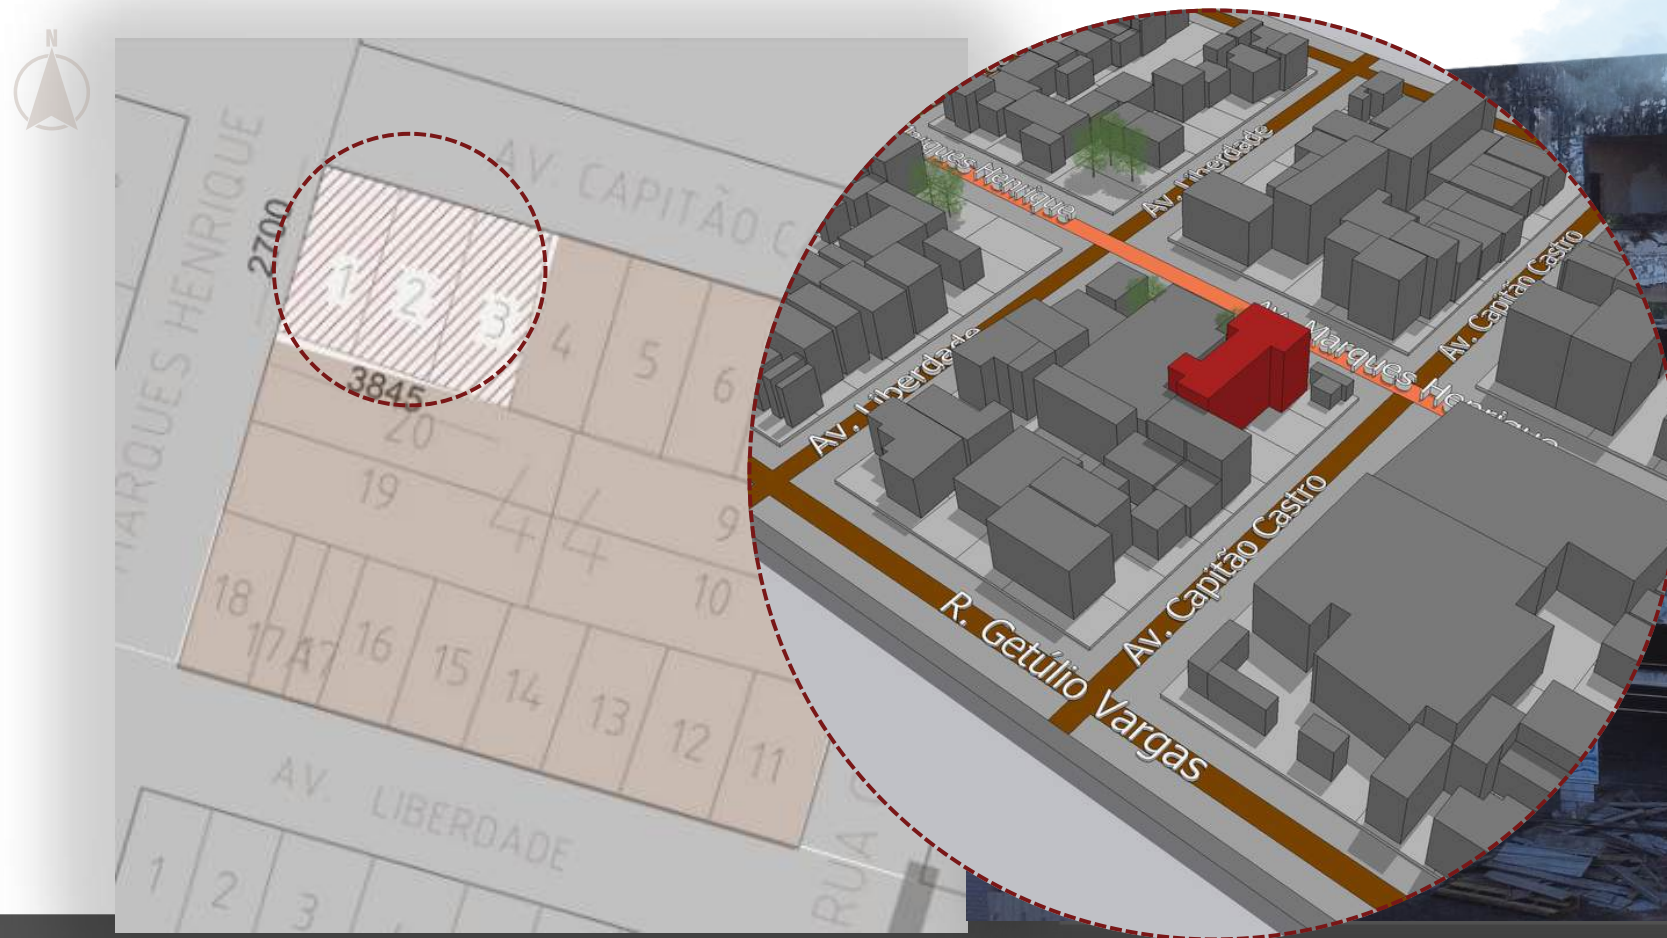 N
AV. CAPITÃO C
MARQUES HENRIQUE
2700
1
2
3
4
5
6
3845
20
19
44
9
10
18
17A
17
16
15
14
13
12
11
AV. LIBERDADE
RUA
1
2
3
Marques Henrique
Av. Liberdade
Av. Capitão Castro
Av. Marques Henrique
Av. Liberdade
Av. Capitão Castro
R. Getúlio Vargas